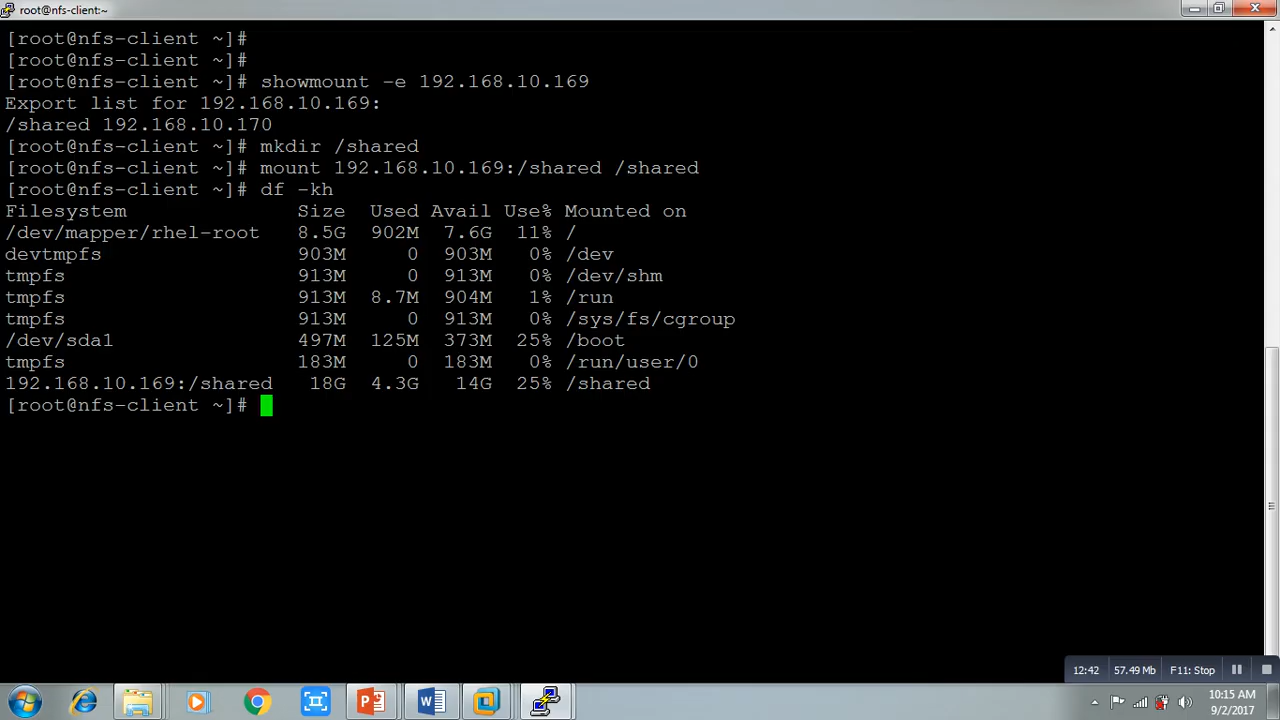 root@nfs-client:~
[root@nfs-client ~]#
[root@nfs-client ~]#
[root@nfs-client ~]# showmount -e 192.168.10.169
Export list for 192.168.10.169:
/shared 192.168.10.170
[root@nfs-client ~]# mkdir /shared
[root@nfs-client ~]# mount 192.168.10.169:/shared /shared
[root@nfs-client ~]# df -kh
Filesystem Size Used Avail Use% Mounted on
/dev/mapper/rhel-root 8.5G 902M 7.6G 11% /
devtmpfs 903M 0 903M 0% /dev
tmpfs 913M 0 913M 0% /dev/shm
tmpfs 913M 8.7M 904M 1% /run
tmpfs 913M 0 913M 0% /sys/fs/cgroup
/dev/sda1 497M 125M 373M 25% /boot
tmpfs 183M 0 183M 0% /run/user/0
192.168.10.169:/shared 18G 4.3G 14G 25% /shared
[root@nfs-client ~]#
12:42 57.49 Mb F11: Stop
10:15 AM
9/2/2017